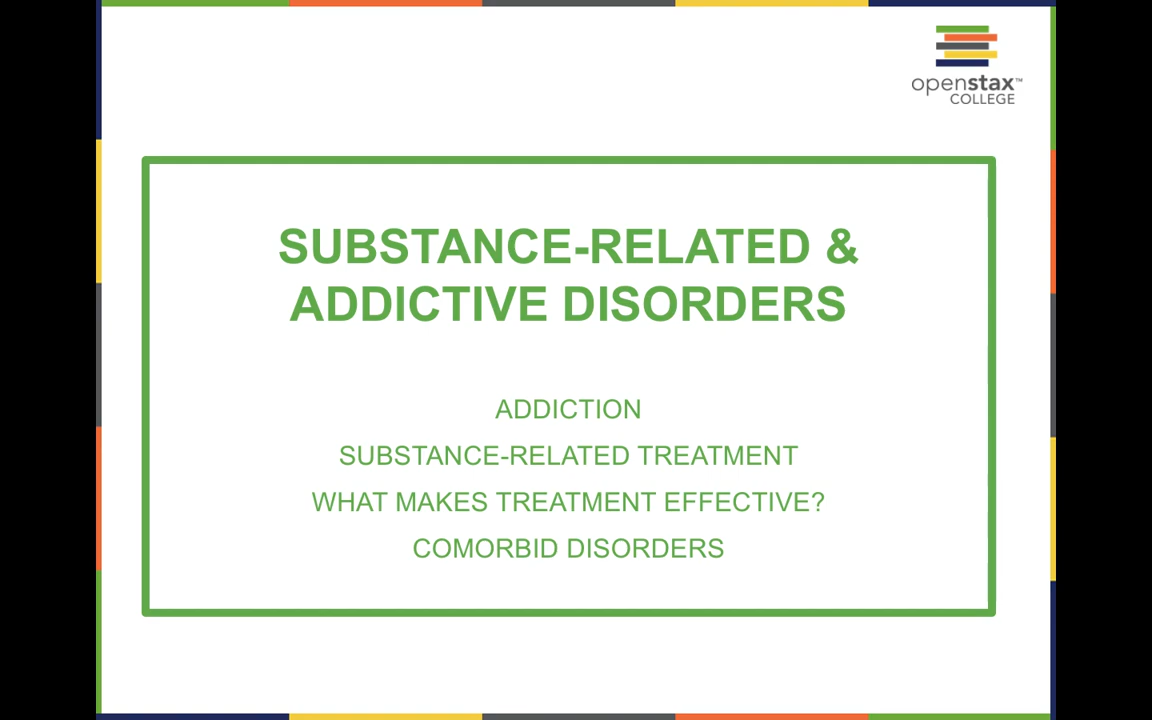 openstax™
COLLEGE
SUBSTANCE-RELATED &
ADDICTIVE DISORDERS
ADDICTION
SUBSTANCE-RELATED TREATMENT
WHAT MAKES TREATMENT EFFECTIVE?
COMORBID DISORDERS